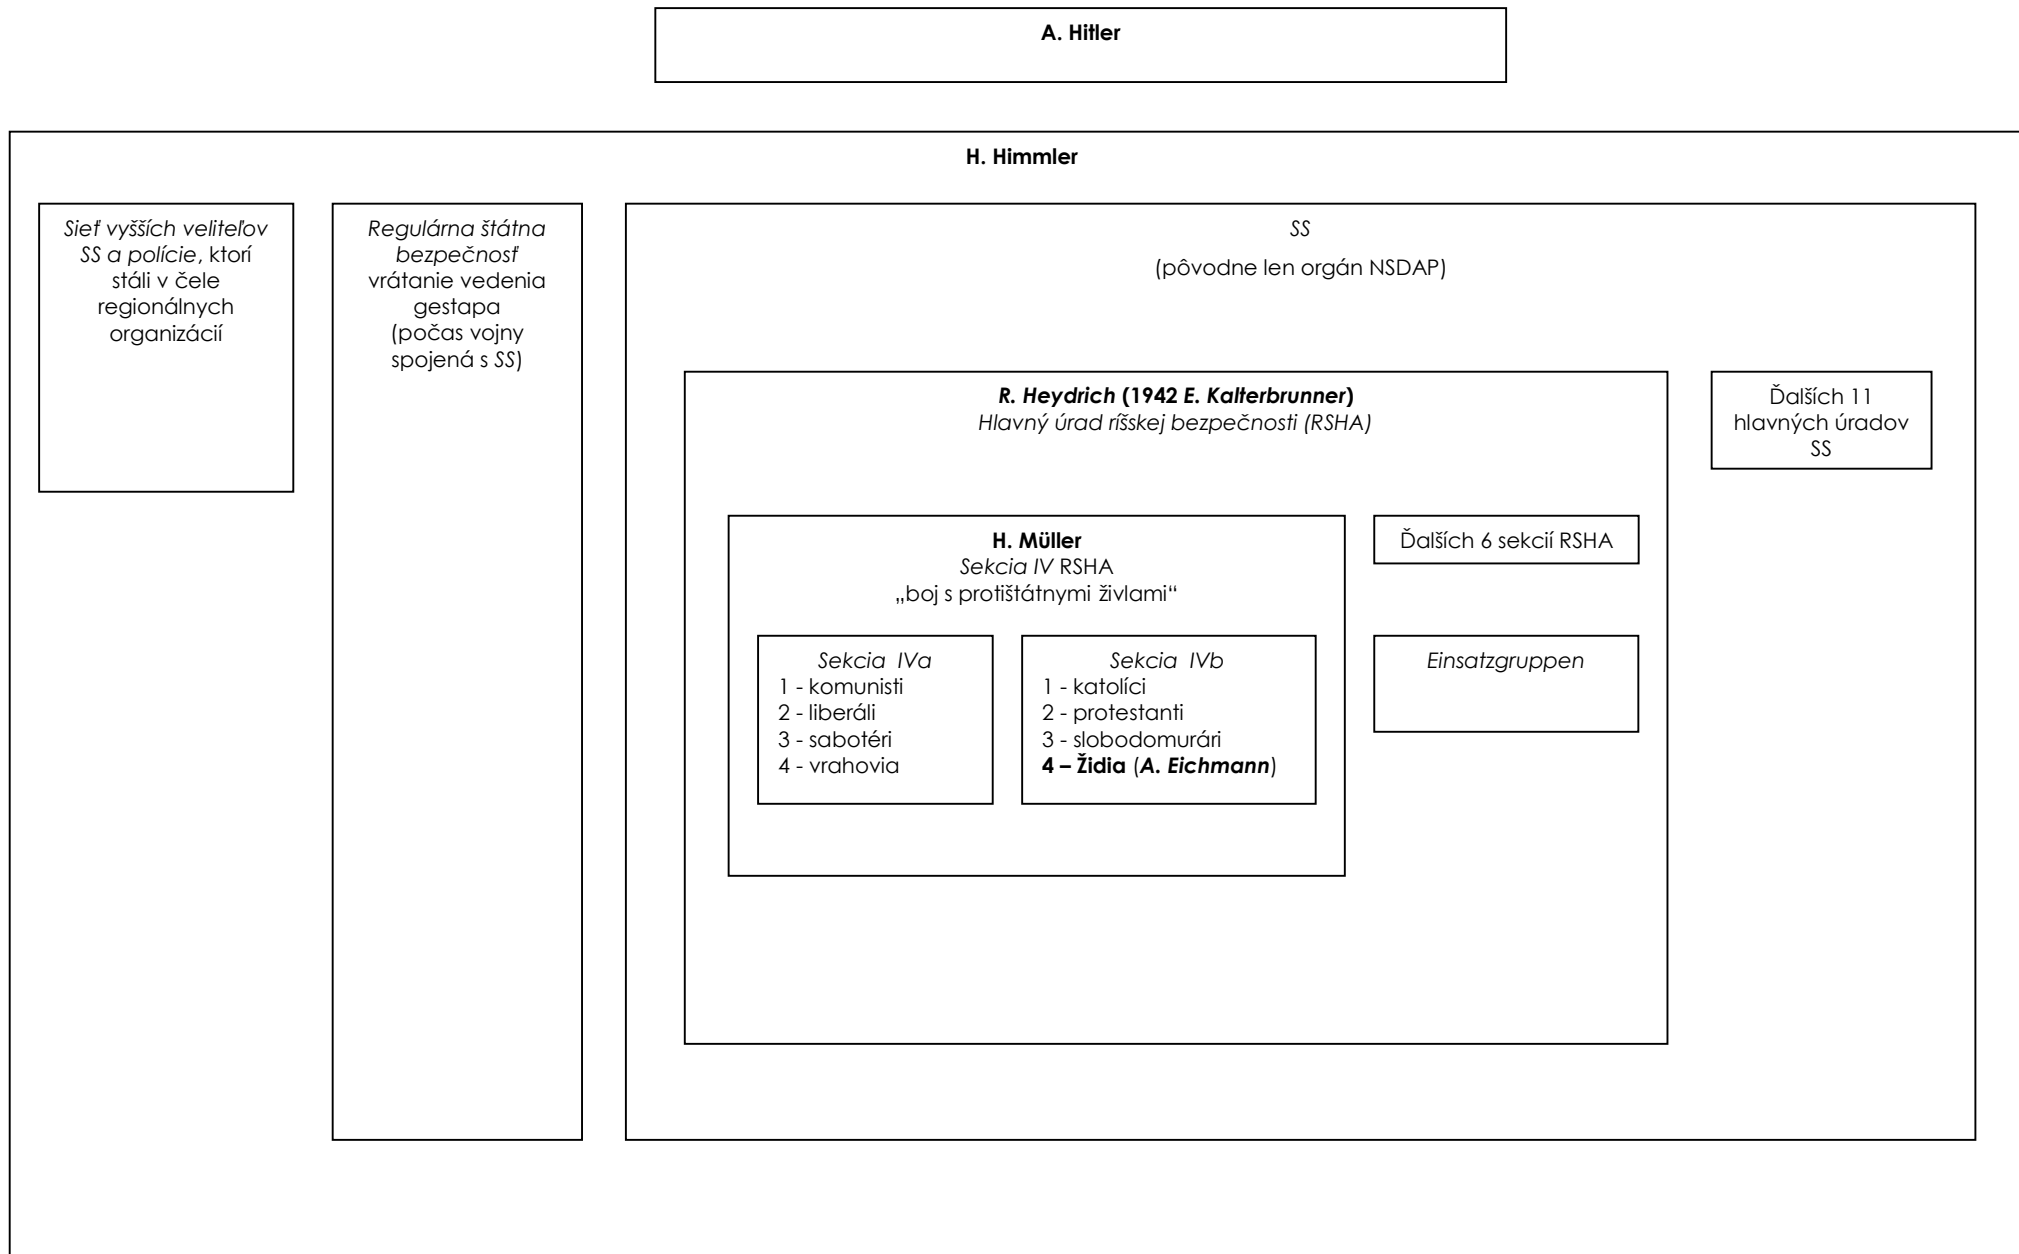 A. Hitler
H. Himmler
Sieť vyšších veliteľov
SS a polície, ktorí
stáli v čele
regionálnych
organizácií
Regulárna štátna
bezpečnosť
vrátanie vedenia
gestapa
(počas vojny
spojená s SS)
SS
(pôvodne len orgán NSDAP)
R. Heydrich (1942 E. Kalterbrunner)
Hlavný úrad ríšskej bezpečnosti (RSHA)
Ďalších 11
hlavných úradov
SS
H. Müller
Sekcia IV RSHA
„boj s protištátnymi živlami“
Ďalších 6 sekcií RSHA
Sekcia IVa
1 - komunisti
2 - liberáli
3 - sabotéri
4 - vrahovia
Sekcia IVb
1 - katolíci
2 - protestanti
3 - slobodomurári
4 – Židia (A. Eichmann)
Einsatzgruppen